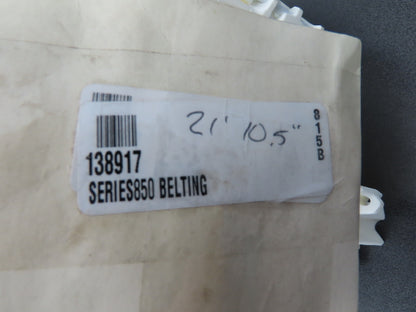 21' 10.5"
815B
138917
SERIES850 BELTING